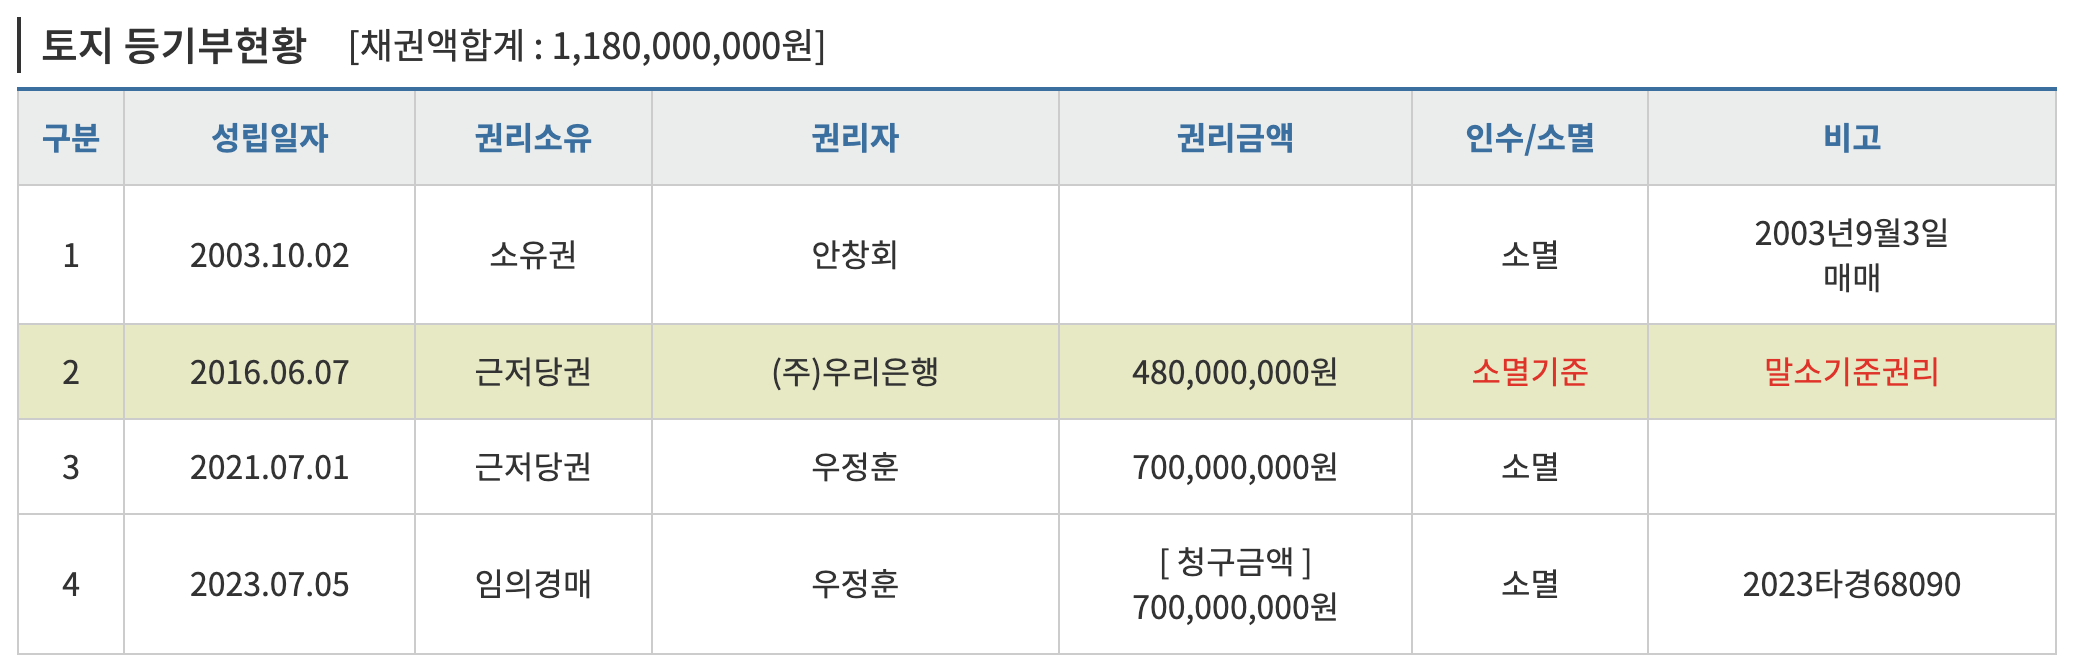 토지 등기부현황 [채권액합계 : 1,180,000,000원]
구분 성립일자 권리소유 권리자 권리금액 인수/소멸 비고
1 2003.10.02 소유권 안창회 소멸 2003년9월3일
매매
2 2016.06.07 근저당권 (주)우리은행 480,000,000원 소멸기준 말소기준권리
3 2021.07.01 근저당권 우정훈 700,000,000원 소멸
4 2023.07.05 임의경매 우정훈 [ 청구금액 ]
700,000,000원 소멸 2023타경68090